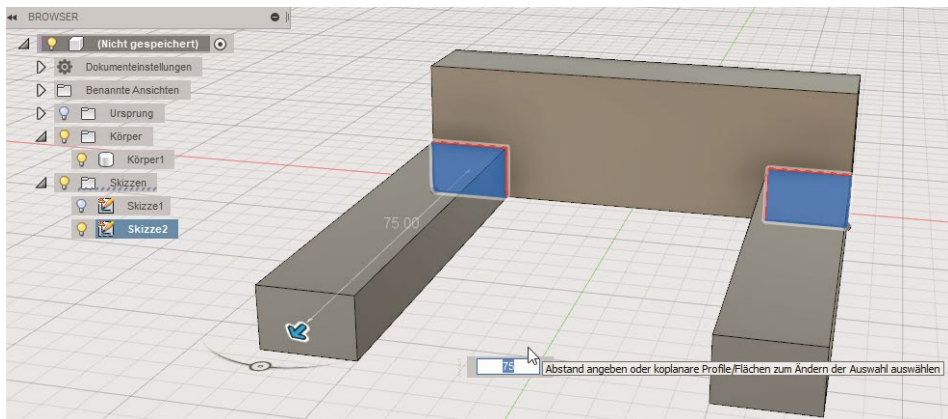 BROWSER
(Nicht gespeichert)
Dokumenteinstellungen
Benannte Ansichten
Ursprung
Körper
Körper1
Skizzen
Skizze1
Skizze2
75.00
75
Abstand angeben oder koplanare Profile/Flächen zum Ändern der Auswahl auswählen